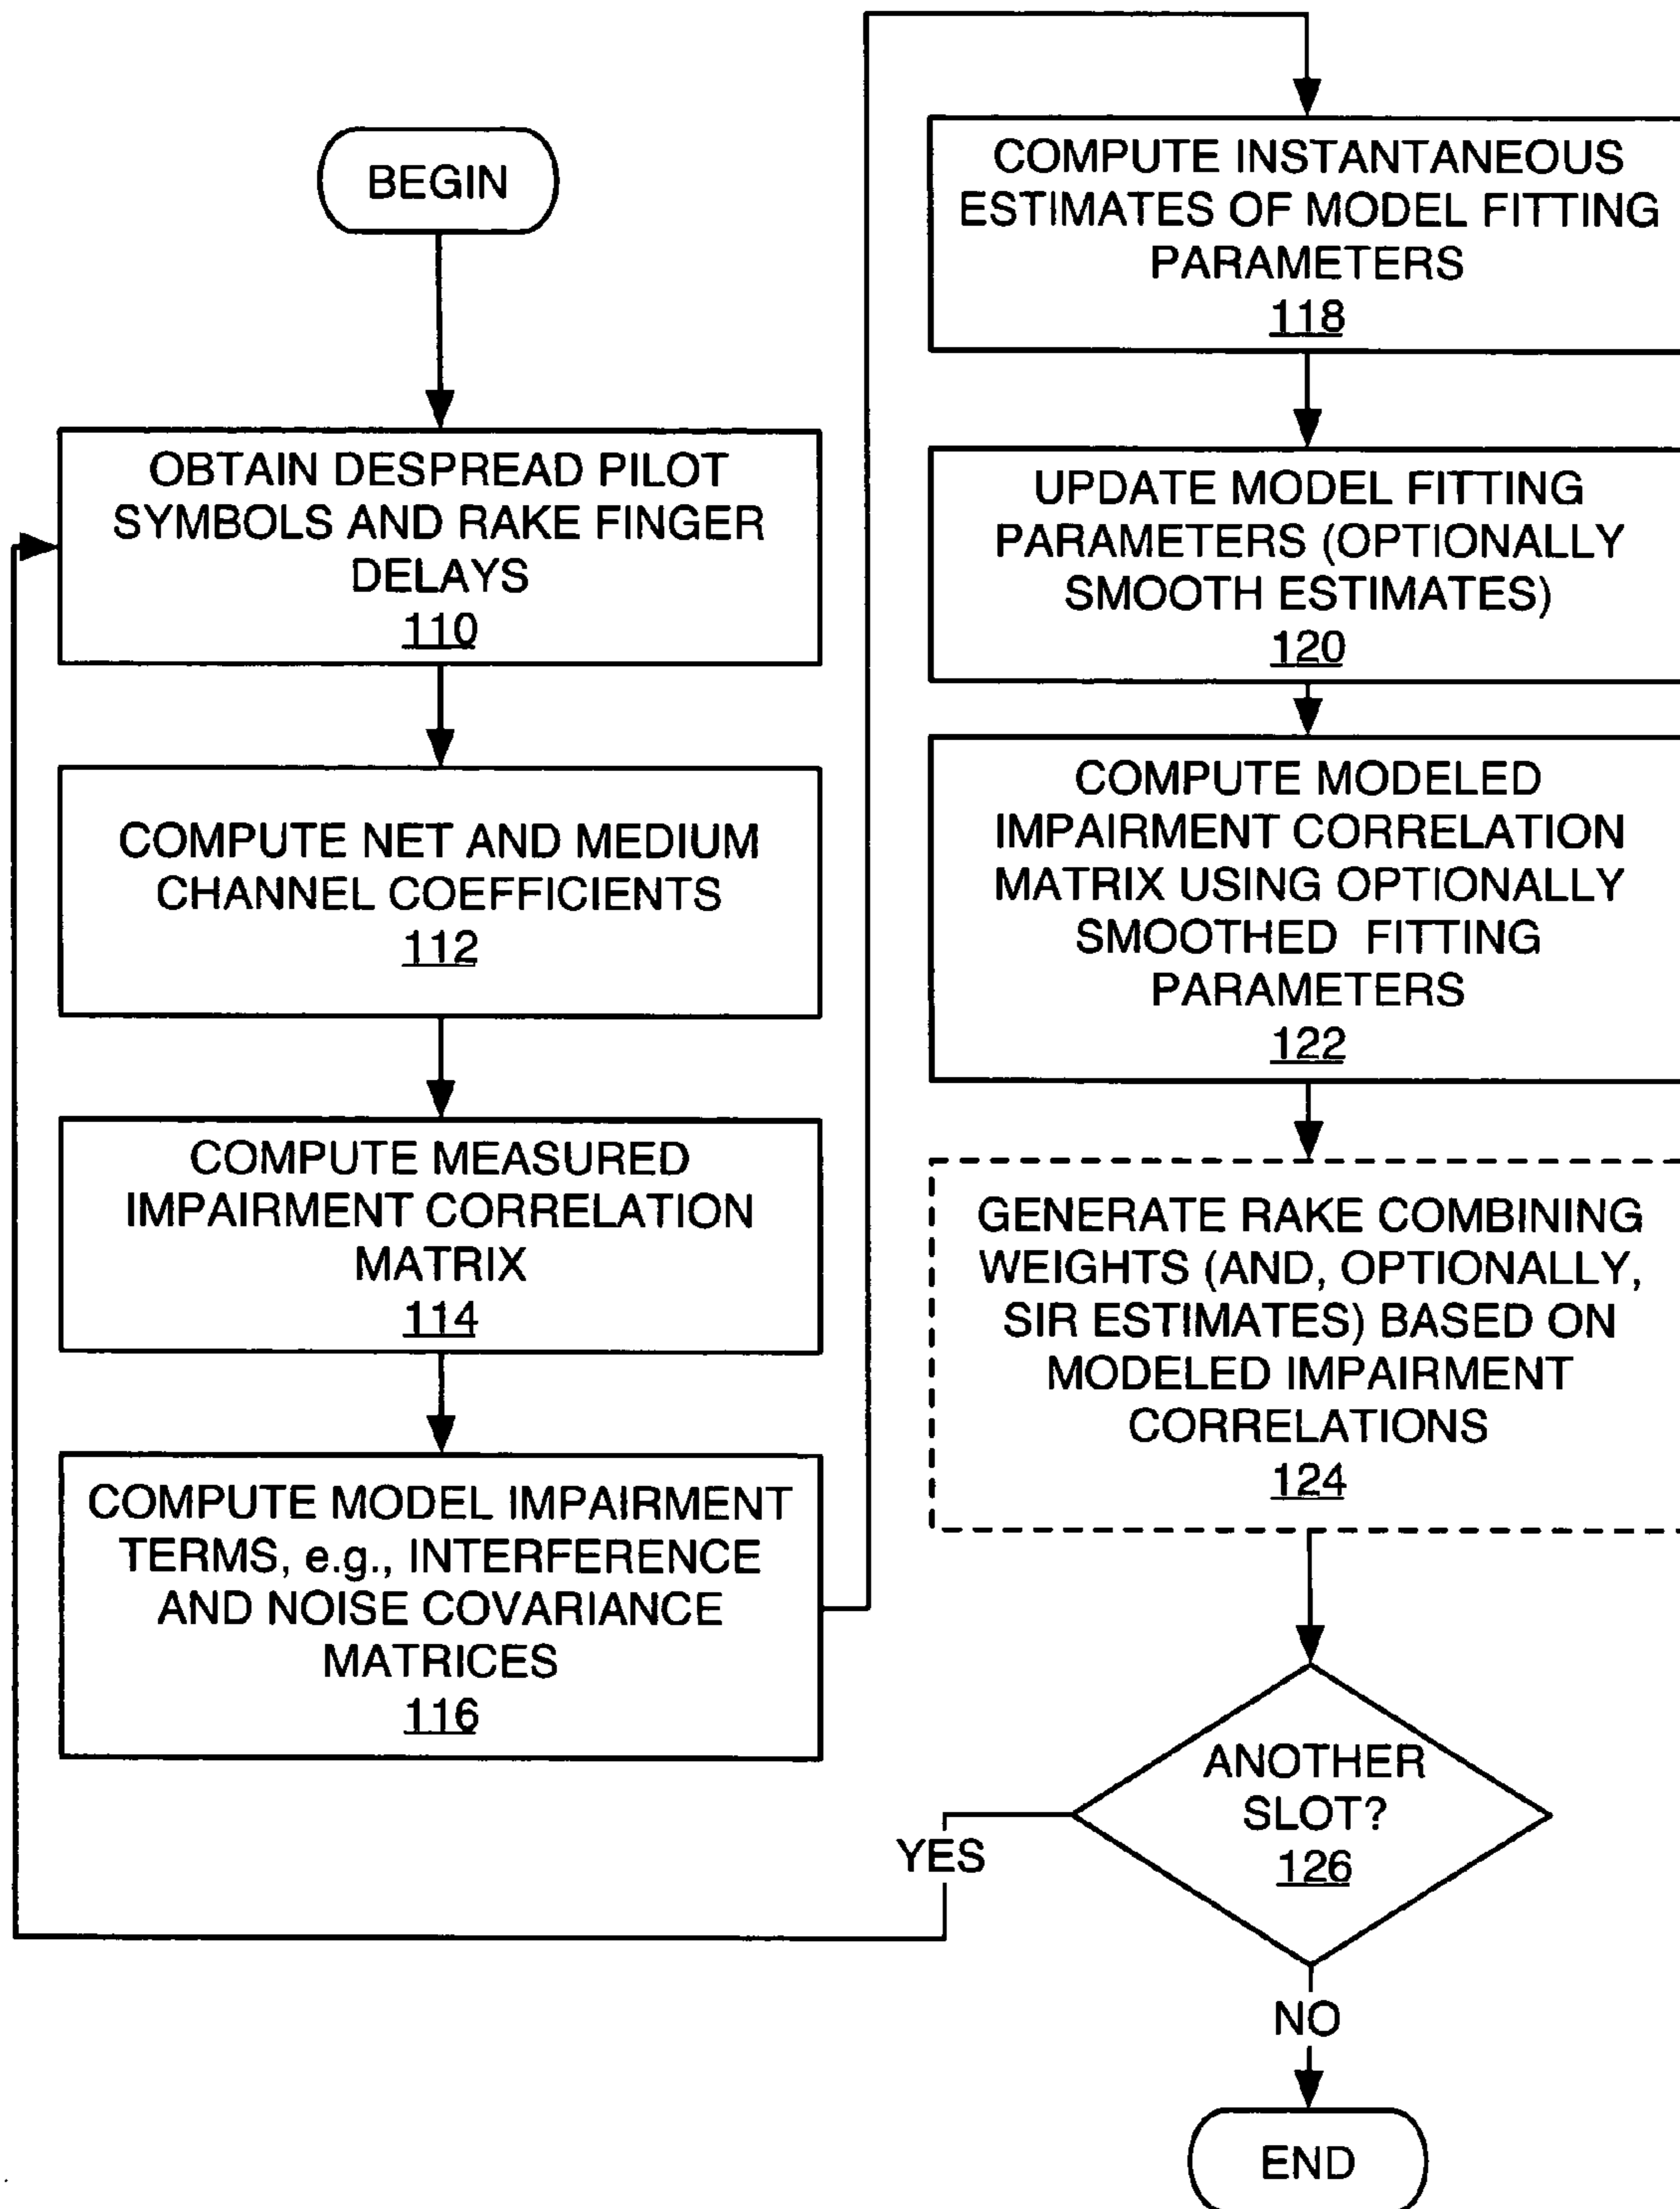 BEGIN
OBTAIN DESPREAD PILOT
SYMBOLS AND RAKE FINGER
DELAYS
110
COMPUTE NET AND MEDIUM
CHANNEL COEFFICIENTS
112
COMPUTE MEASURED
IMPAIRMENT CORRELATION
MATRIX
114
COMPUTE MODEL IMPAIRMENT
TERMS, e.g., INTERFERENCE
AND NOISE COVARIANCE
MATRICES
116
COMPUTE INSTANTANEOUS
ESTIMATES OF MODEL FITTING
PARAMETERS
118
UPDATE MODEL FITTING
PARAMETERS (OPTIONALLY
SMOOTH ESTIMATES)
120
COMPUTE MODELED
IMPAIRMENT CORRELATION
MATRIX USING OPTIONALLY
SMOOTHED FITTING
PARAMETERS
122
GENERATE RAKE COMBINING
WEIGHTS (AND, OPTIONALLY,
SIR ESTIMATES) BASED ON
MODELED IMPAIRMENT
CORRELATIONS
124
ANOTHER
SLOT?
126
YES
NO
END